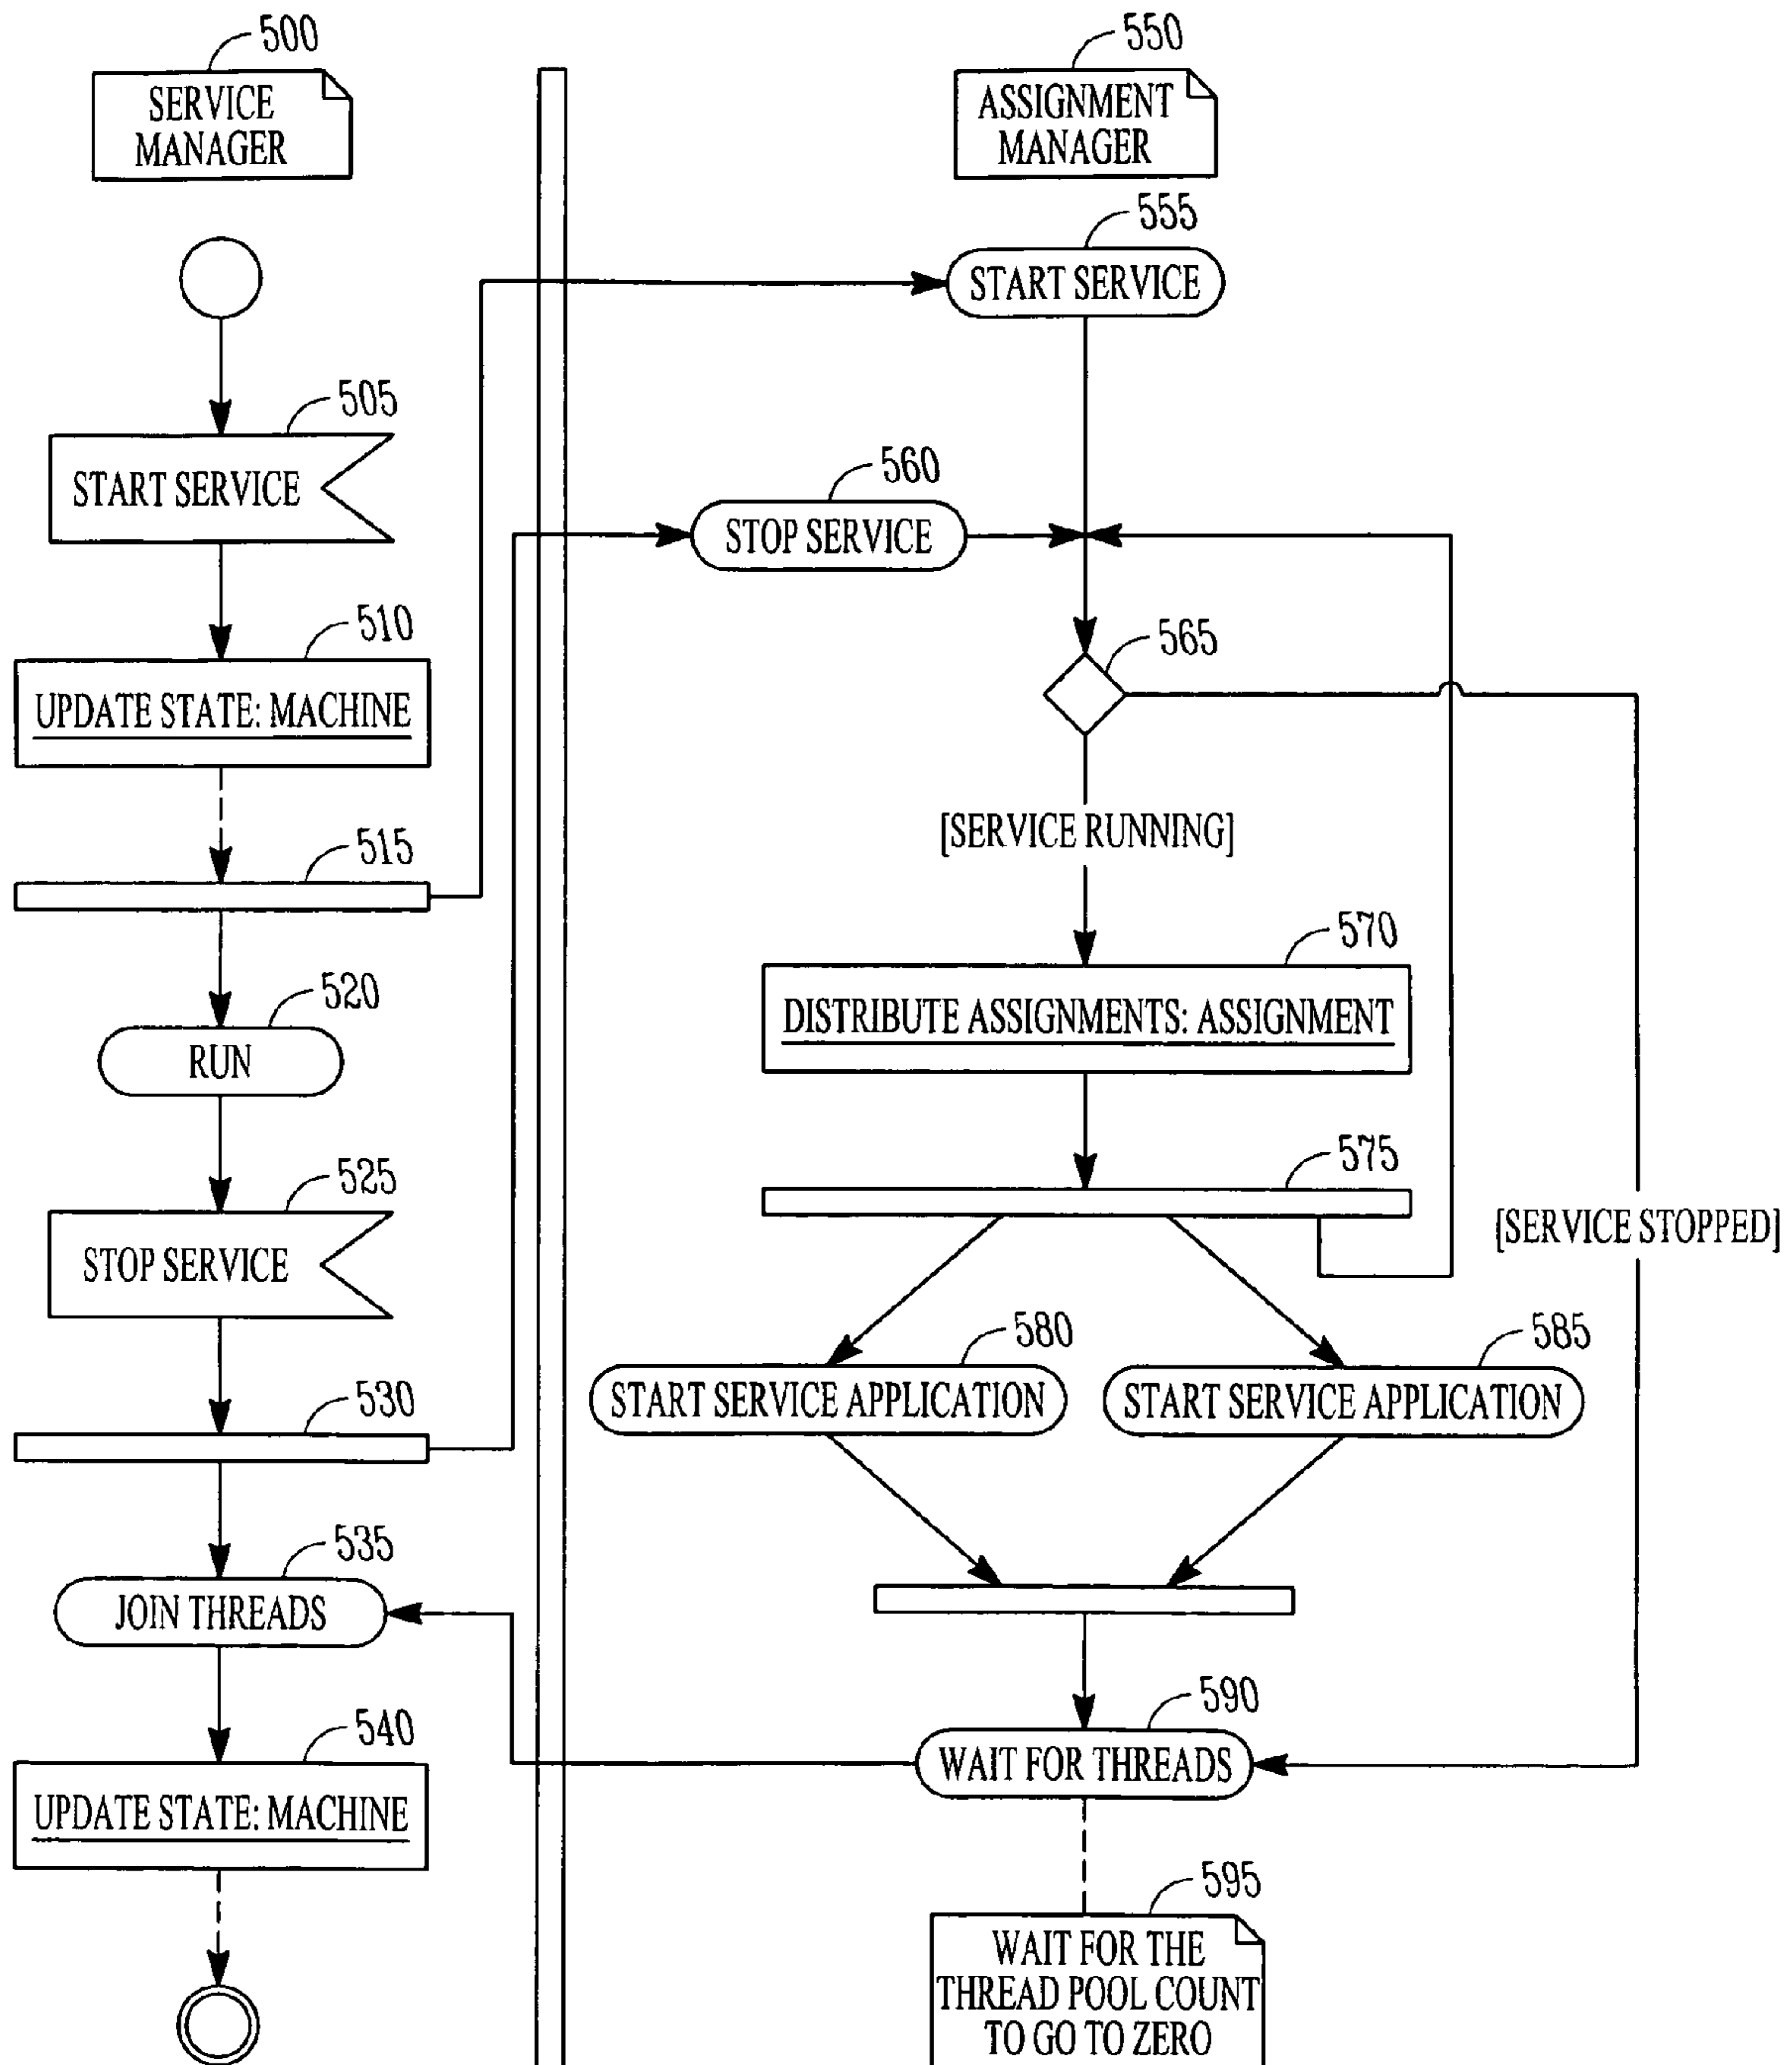 500
SERVICE
MANAGER
550
ASSIGNMENT
MANAGER
555
START SERVICE
505
START SERVICE
560
STOP SERVICE
510
UPDATE STATE: MACHINE
565
[SERVICE RUNNING]
515
570
DISTRIBUTE ASSIGNMENTS: ASSIGNMENT
520
RUN
525
STOP SERVICE
575
[SERVICE STOPPED]
580
START SERVICE APPLICATION
585
START SERVICE APPLICATION
530
535
JOIN THREADS
590
WAIT FOR THREADS
540
UPDATE STATE: MACHINE
595
WAIT FOR THE
THREAD POOL COUNT
TO GO TO ZERO